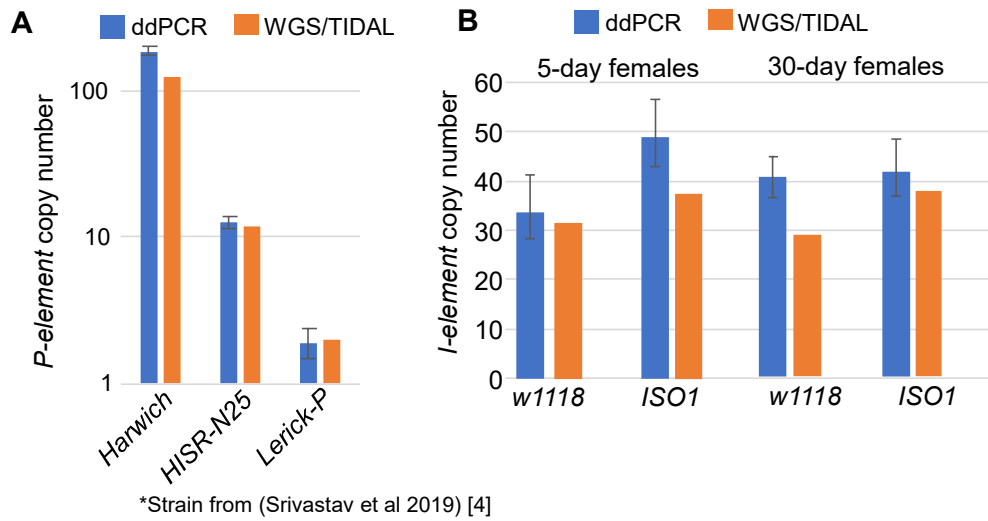 A
ddPCR WGS/TIDAL
P-element copy number
100
10
1
Harwich
HISR-N25
Lerick-P
*Strain from (Srivastav et al 2019) [4]
B
ddPCR WGS/TIDAL
5-day females 30-day females
I-element copy number
60
50
40
30
20
10
0
w1118 ISO1 w1118 ISO1